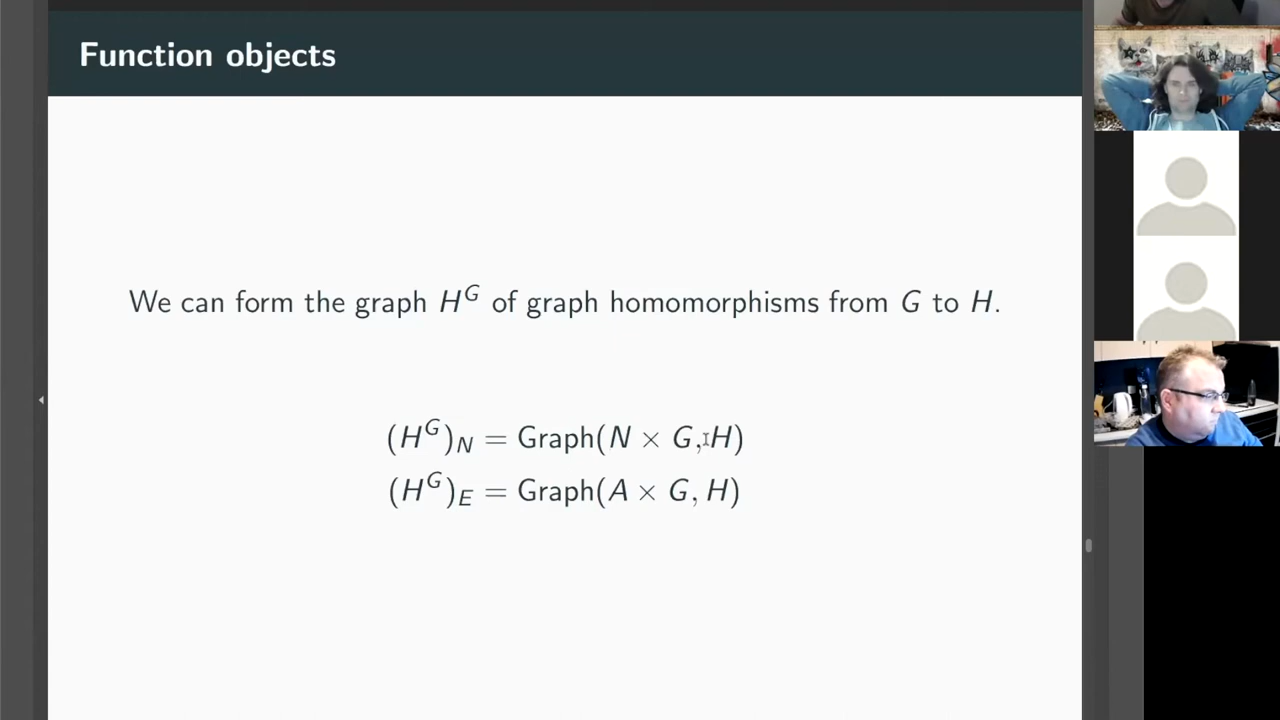 Function objects
We can form the graph H^G of graph homomorphisms from G to H.
(H^G)_N = Graph(N × G, H)
(H^G)_E = Graph(A × G, H)